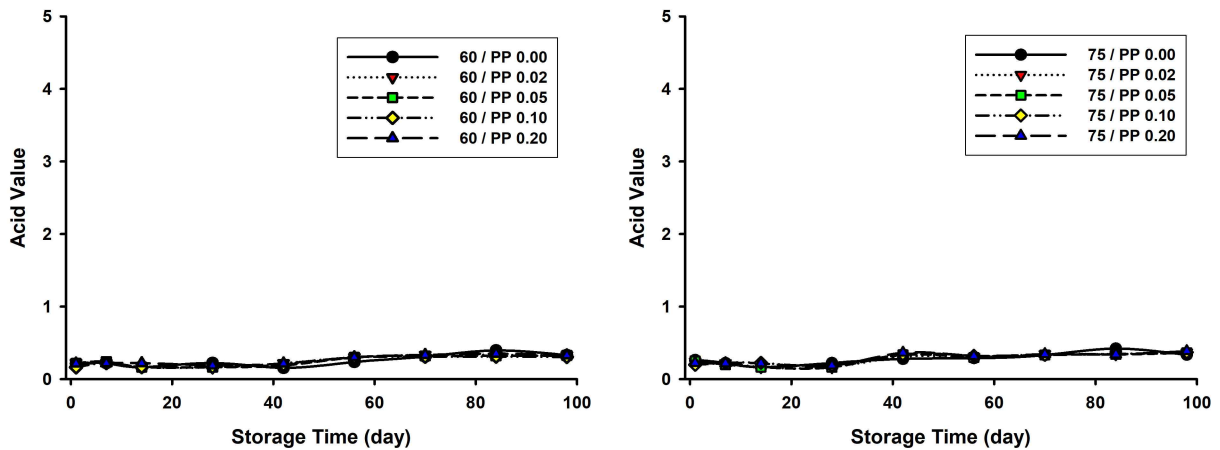 5
4
3
2
1
0
Acid Value
60 / PP 0.00
60 / PP 0.02
60 / PP 0.05
60 / PP 0.10
60 / PP 0.20
0 20 40 60 80 100
Storage Time (day)
5
4
3
2
1
0
Acid Value
75 / PP 0.00
75 / PP 0.02
75 / PP 0.05
75 / PP 0.10
75 / PP 0.20
0 20 40 60 80 100
Storage Time (day)